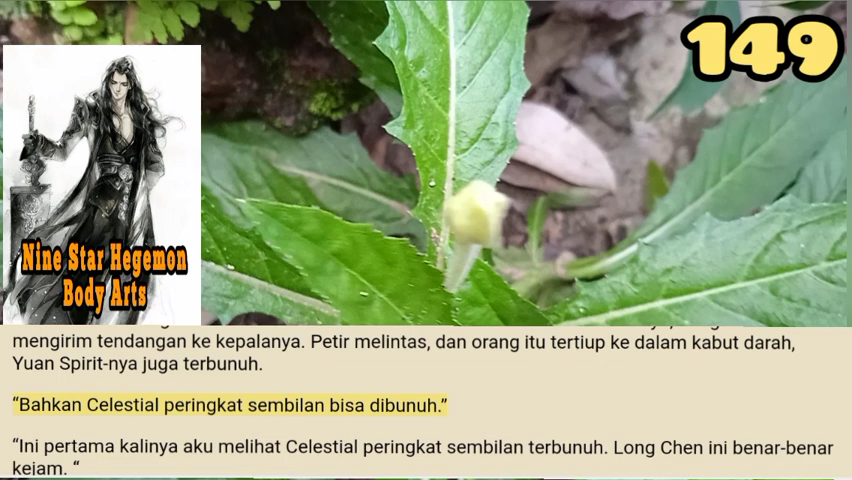 149
Nine Star Hegemon
Body Arts
mengirim tendangan ke kepalanya. Petir melintas, dan orang itu tertiup ke dalam kabut darah,
Yuan Spirit-nya juga terbunuh.
“Bahkan Celestial peringkat sembilan bisa dibunuh.”
“Ini pertama kalinya aku melihat Celestial peringkat sembilan terbunuh. Long Chen ini benar-benar
kejam. “